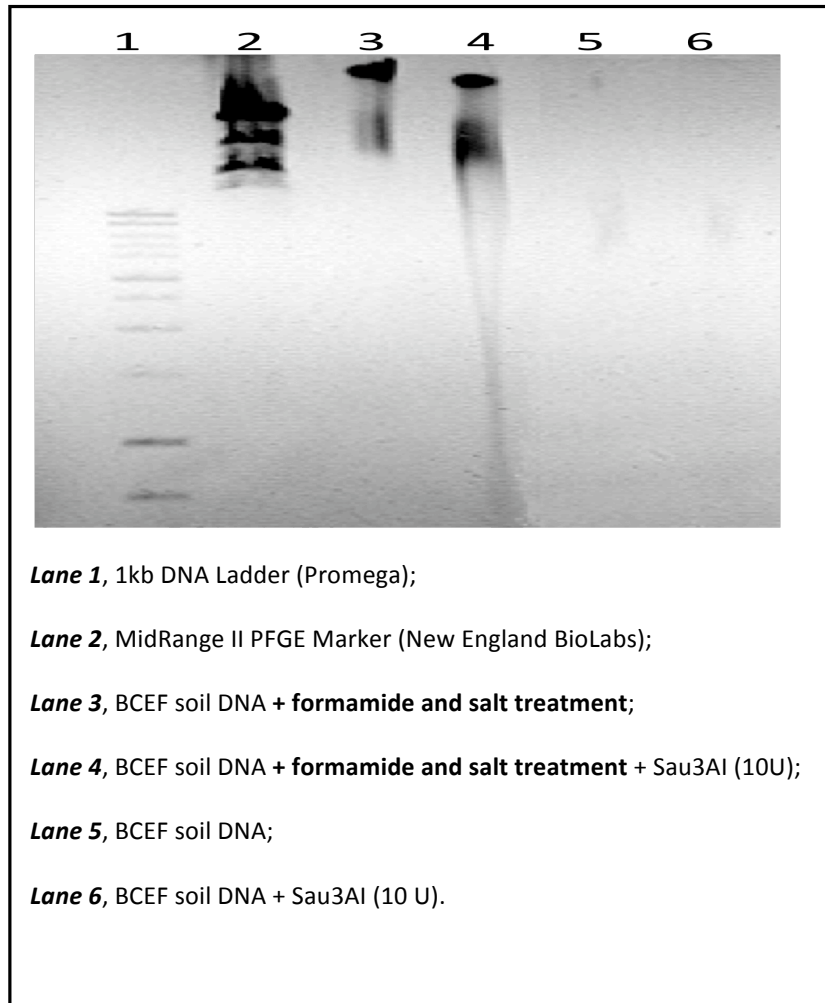 1 2 3 4 5 6
Lane 1, 1kb DNA Ladder (Promega);
Lane 2, MidRange II PFGE Marker (New England BioLabs);
Lane 3, BCEF soil DNA + formamide and salt treatment;
Lane 4, BCEF soil DNA + formamide and salt treatment + Sau3AI (10U);
Lane 5, BCEF soil DNA;
Lane 6, BCEF soil DNA + Sau3AI (10 U).